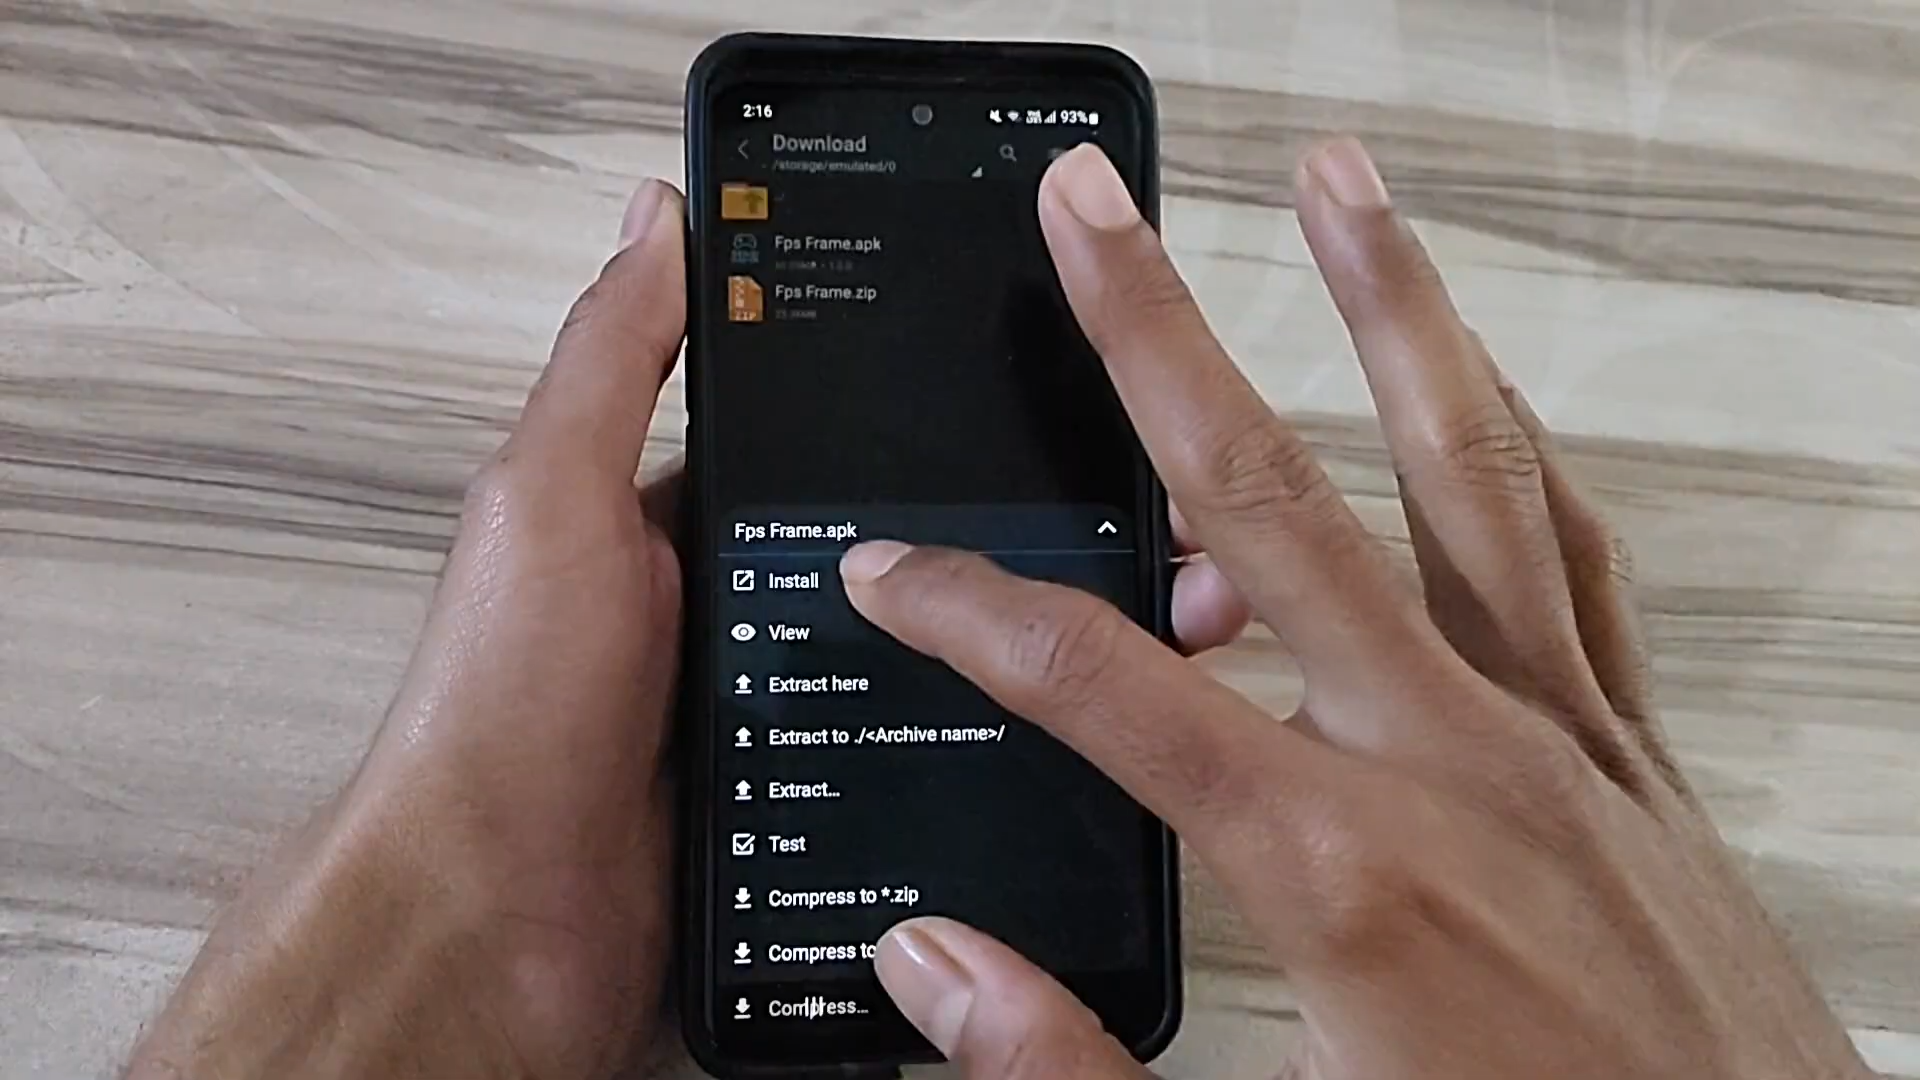 2:16
93%
Download
/storage/emulated/0
Fps Frame.apk
Fps Frame.zip
ZIP
Fps Frame.apk
Install
View
Extract here
Extract to ./<Archive name>/
Extract...
Test
Compress to *.zip
Compress to
Compress...